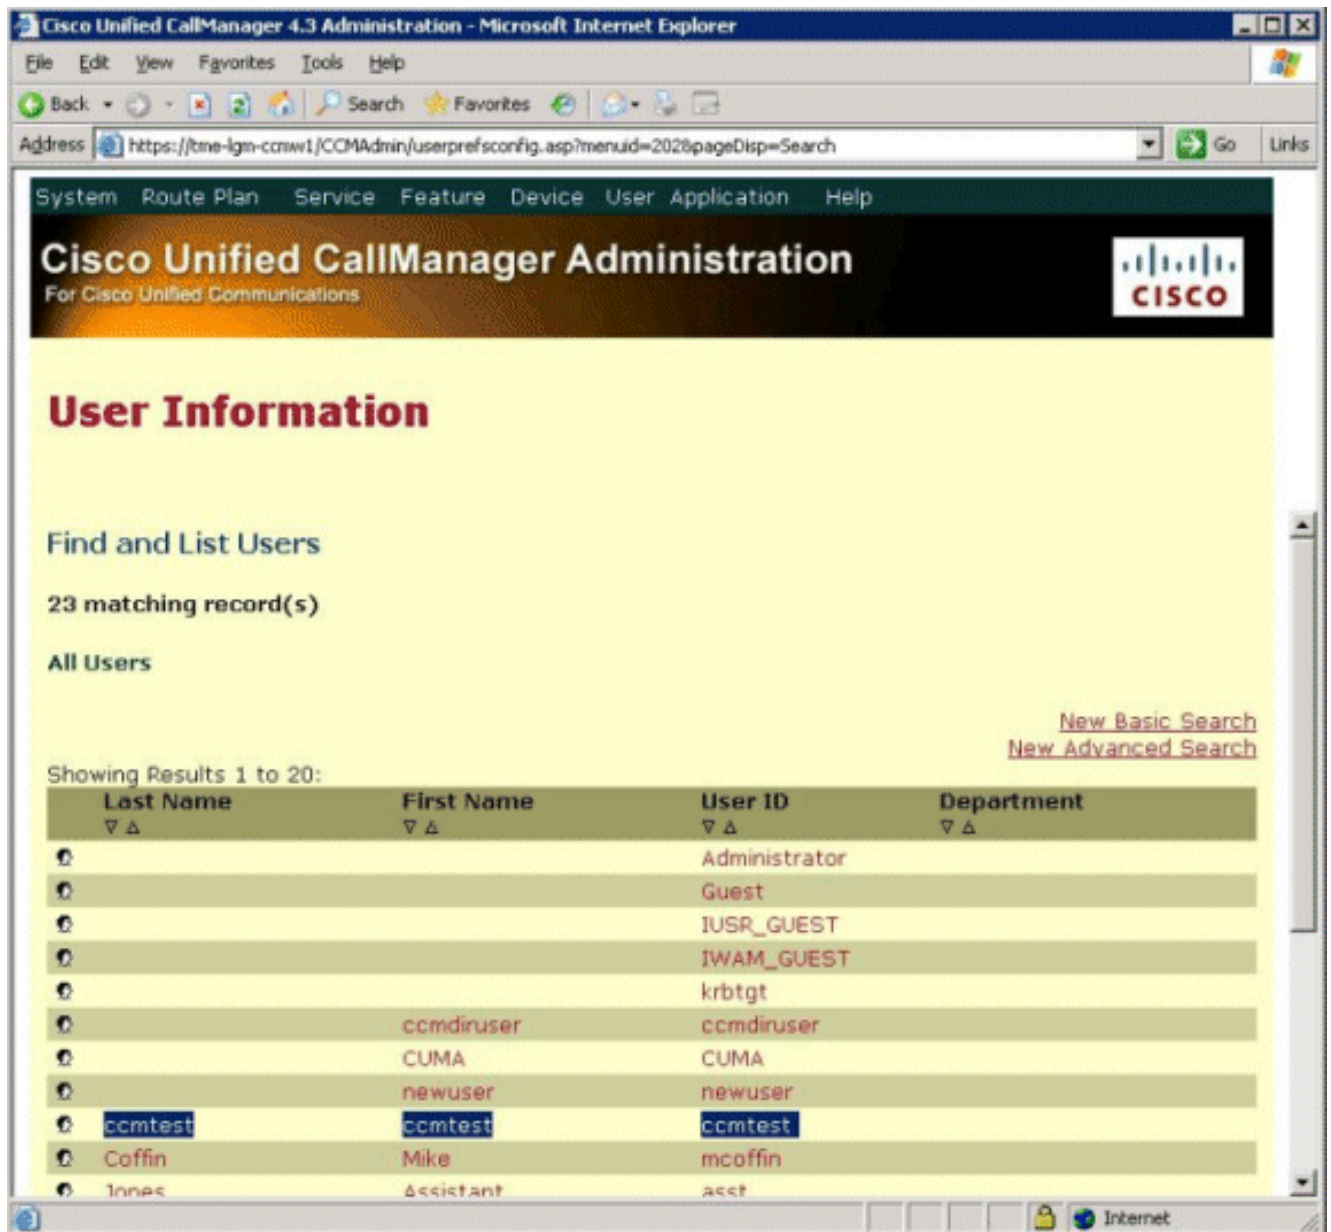 Cisco Unified CallManager 4.3 Administration - Microsoft Internet Explorer
File Edit View Favorites Tools Help
Back Search Favorites
Address https://tme-lgm-ccmw1/CCMAdmin/userprefsconfig.asp?menuid=202&pageDisp=Search Go Links
System Route Plan Service Feature Device User Application Help
Cisco Unified CallManager Administration
For Cisco Unified Communications
CISCO
User Information
Find and List Users
23 matching record(s)
All Users
New Basic Search
New Advanced Search
Showing Results 1 to 20:
Last Name First Name User ID Department
Administrator
Guest
IUSR_GUEST
IWAM_GUEST
krbtgt
ccmdiruser ccmdiruser
CUMA CUMA
newuser newuser
ccmtest ccmtest ccmtest
Coffin Mike mcoffin
Jones Assistant asst
Internet